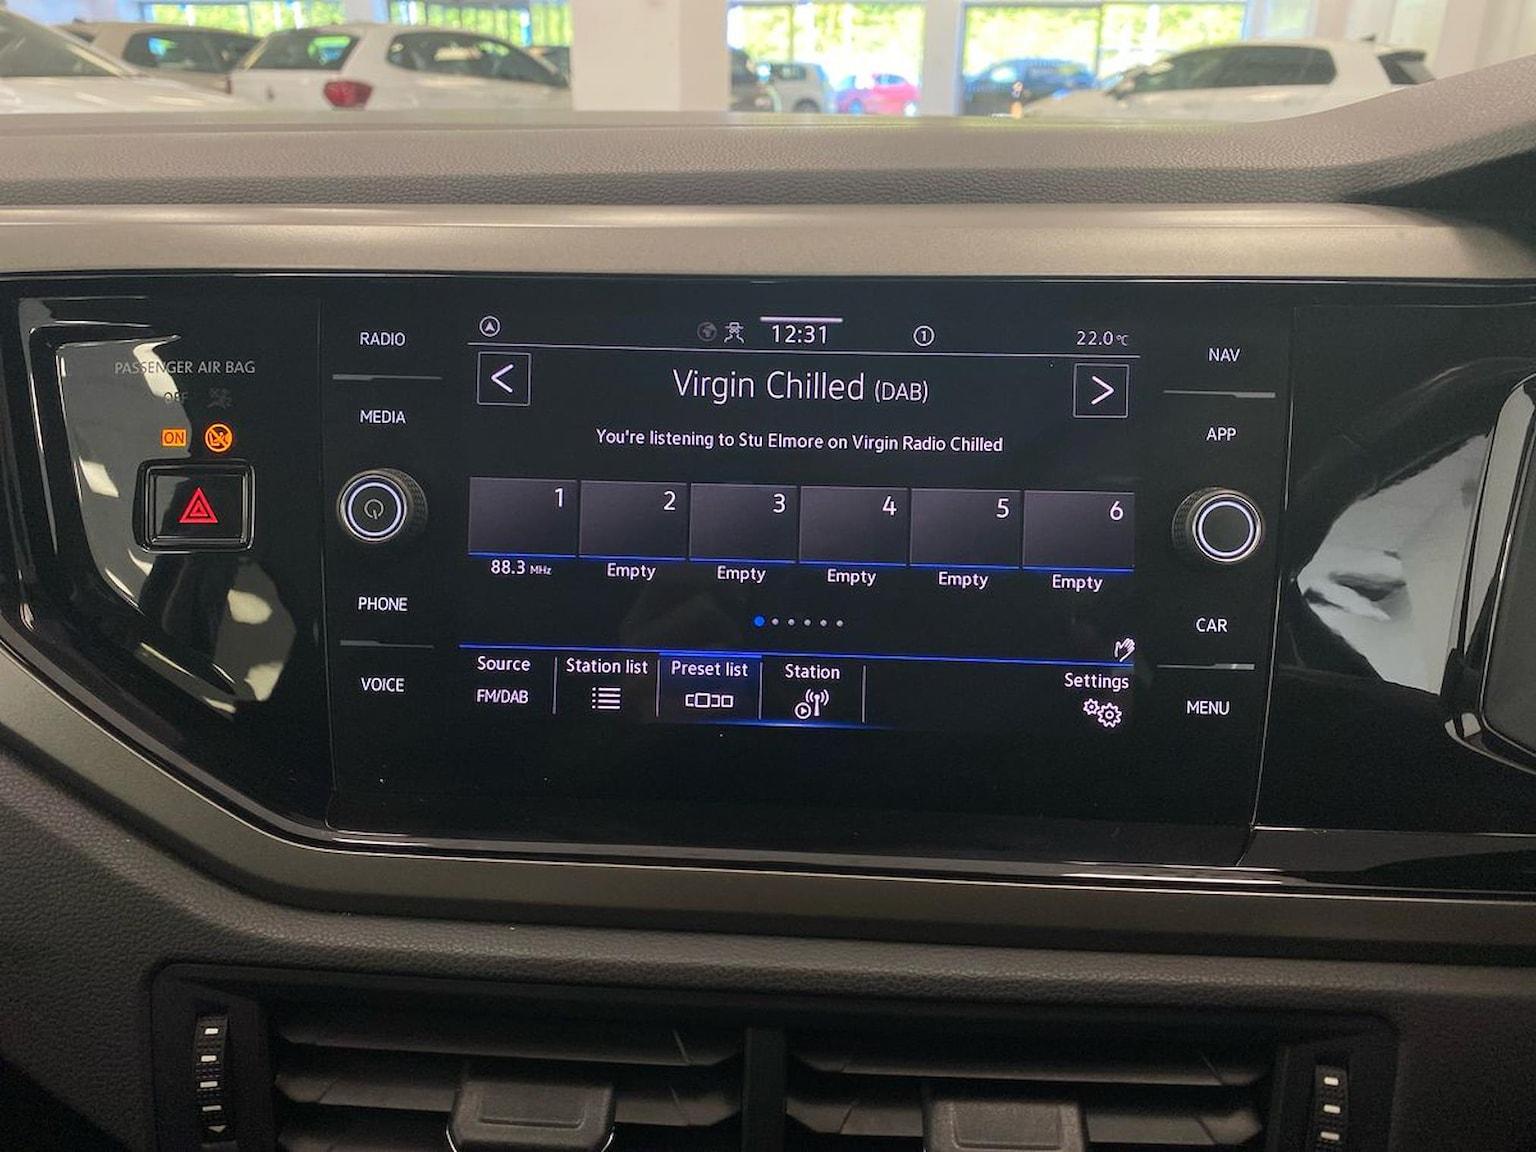 PASSENGER AIR BAG
OFF
ON
RADIO
MEDIA
PHONE
VOICE
12:31
1
22.0°C
Virgin Chilled (DAB)
You're listening to Stu Elmore on Virgin Radio Chilled
1 2 3 4 5 6
88.3 MHz Empty Empty Empty Empty Empty
Source Station list Preset list Station Settings
FM/DAB
NAV
APP
CAR
MENU